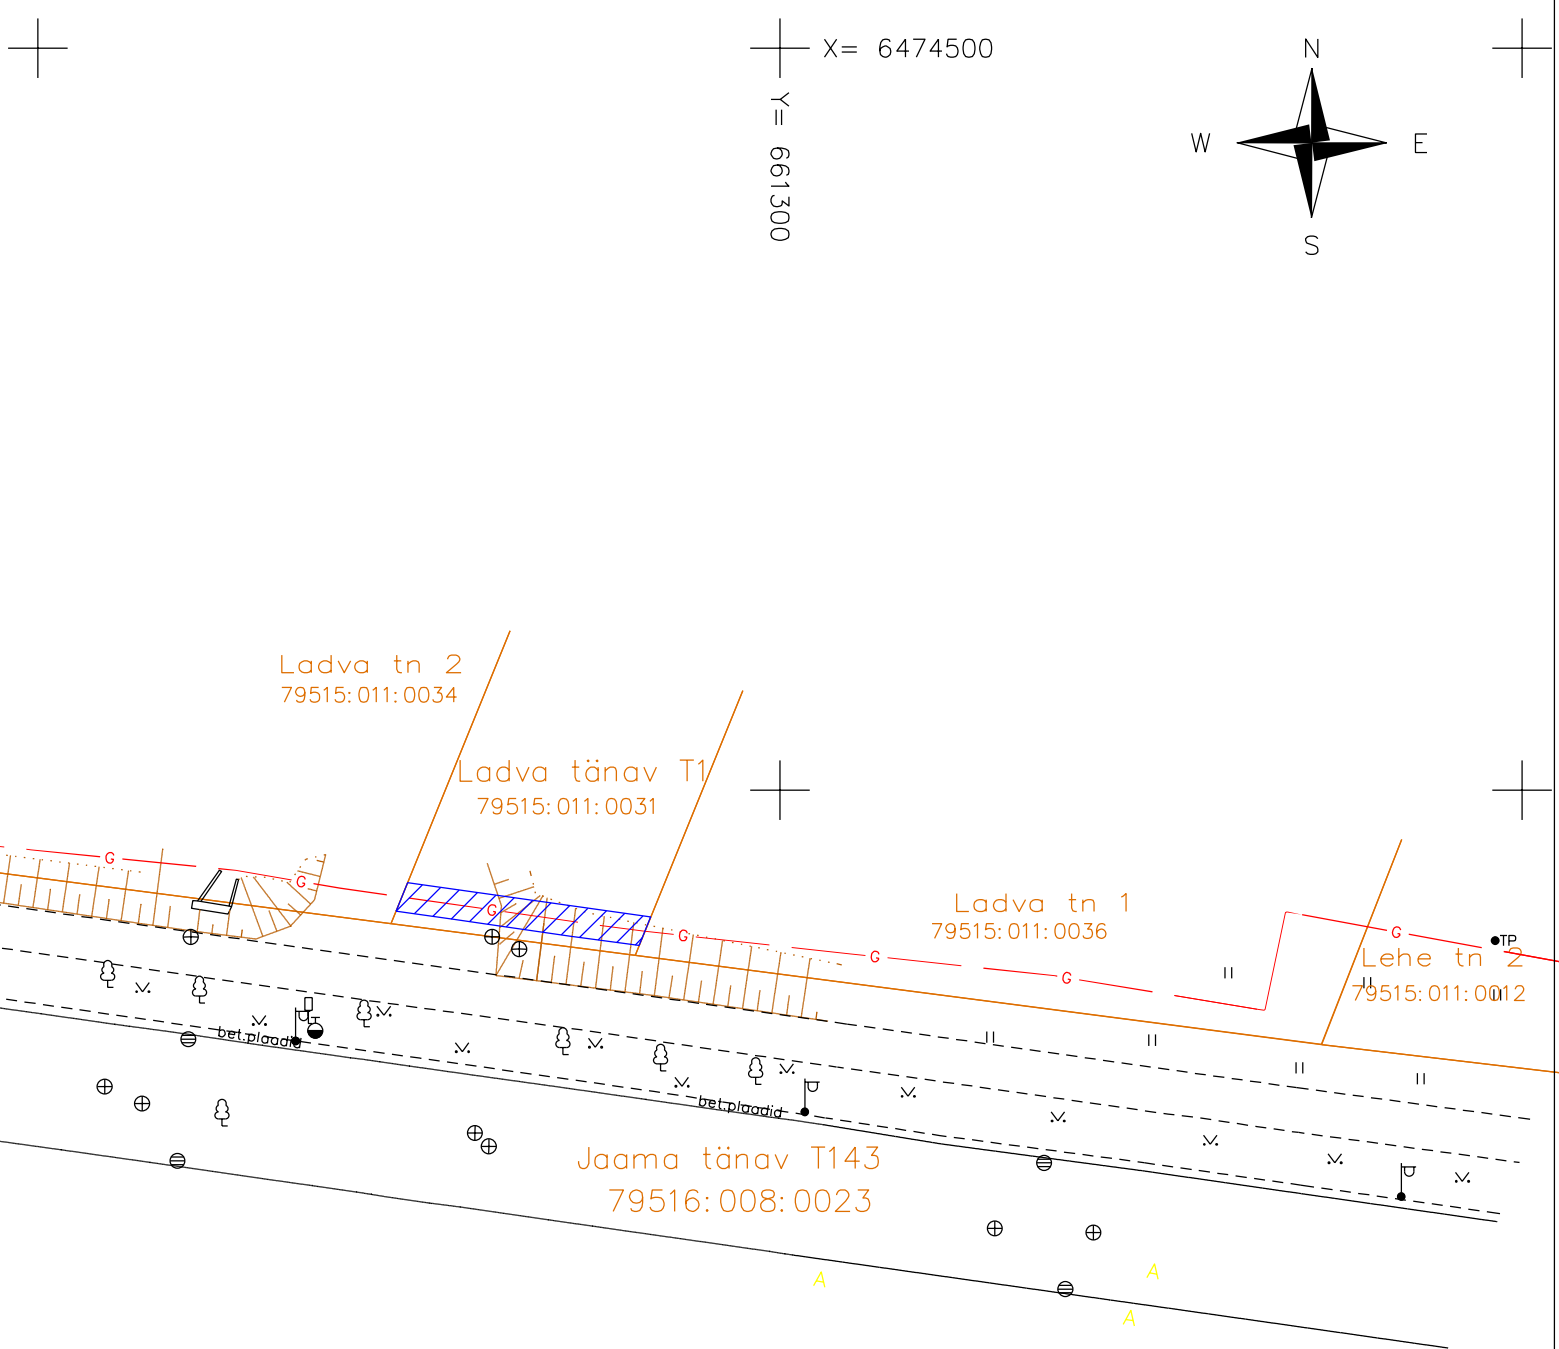 X= 6474500
N
Y= 661300
W
E
S
Ladva tn 2
79515:011:0034
Ladva tänav T1
79515:011:0031
G
G
G
G
G
G
G
Ladva tn 1
79515:011:0036
TP
Lehe tn 2
79515:011:0012
bet.plaadid
bet.plaadid
Jaama tänav T143
79516:008:0023
A
A
A